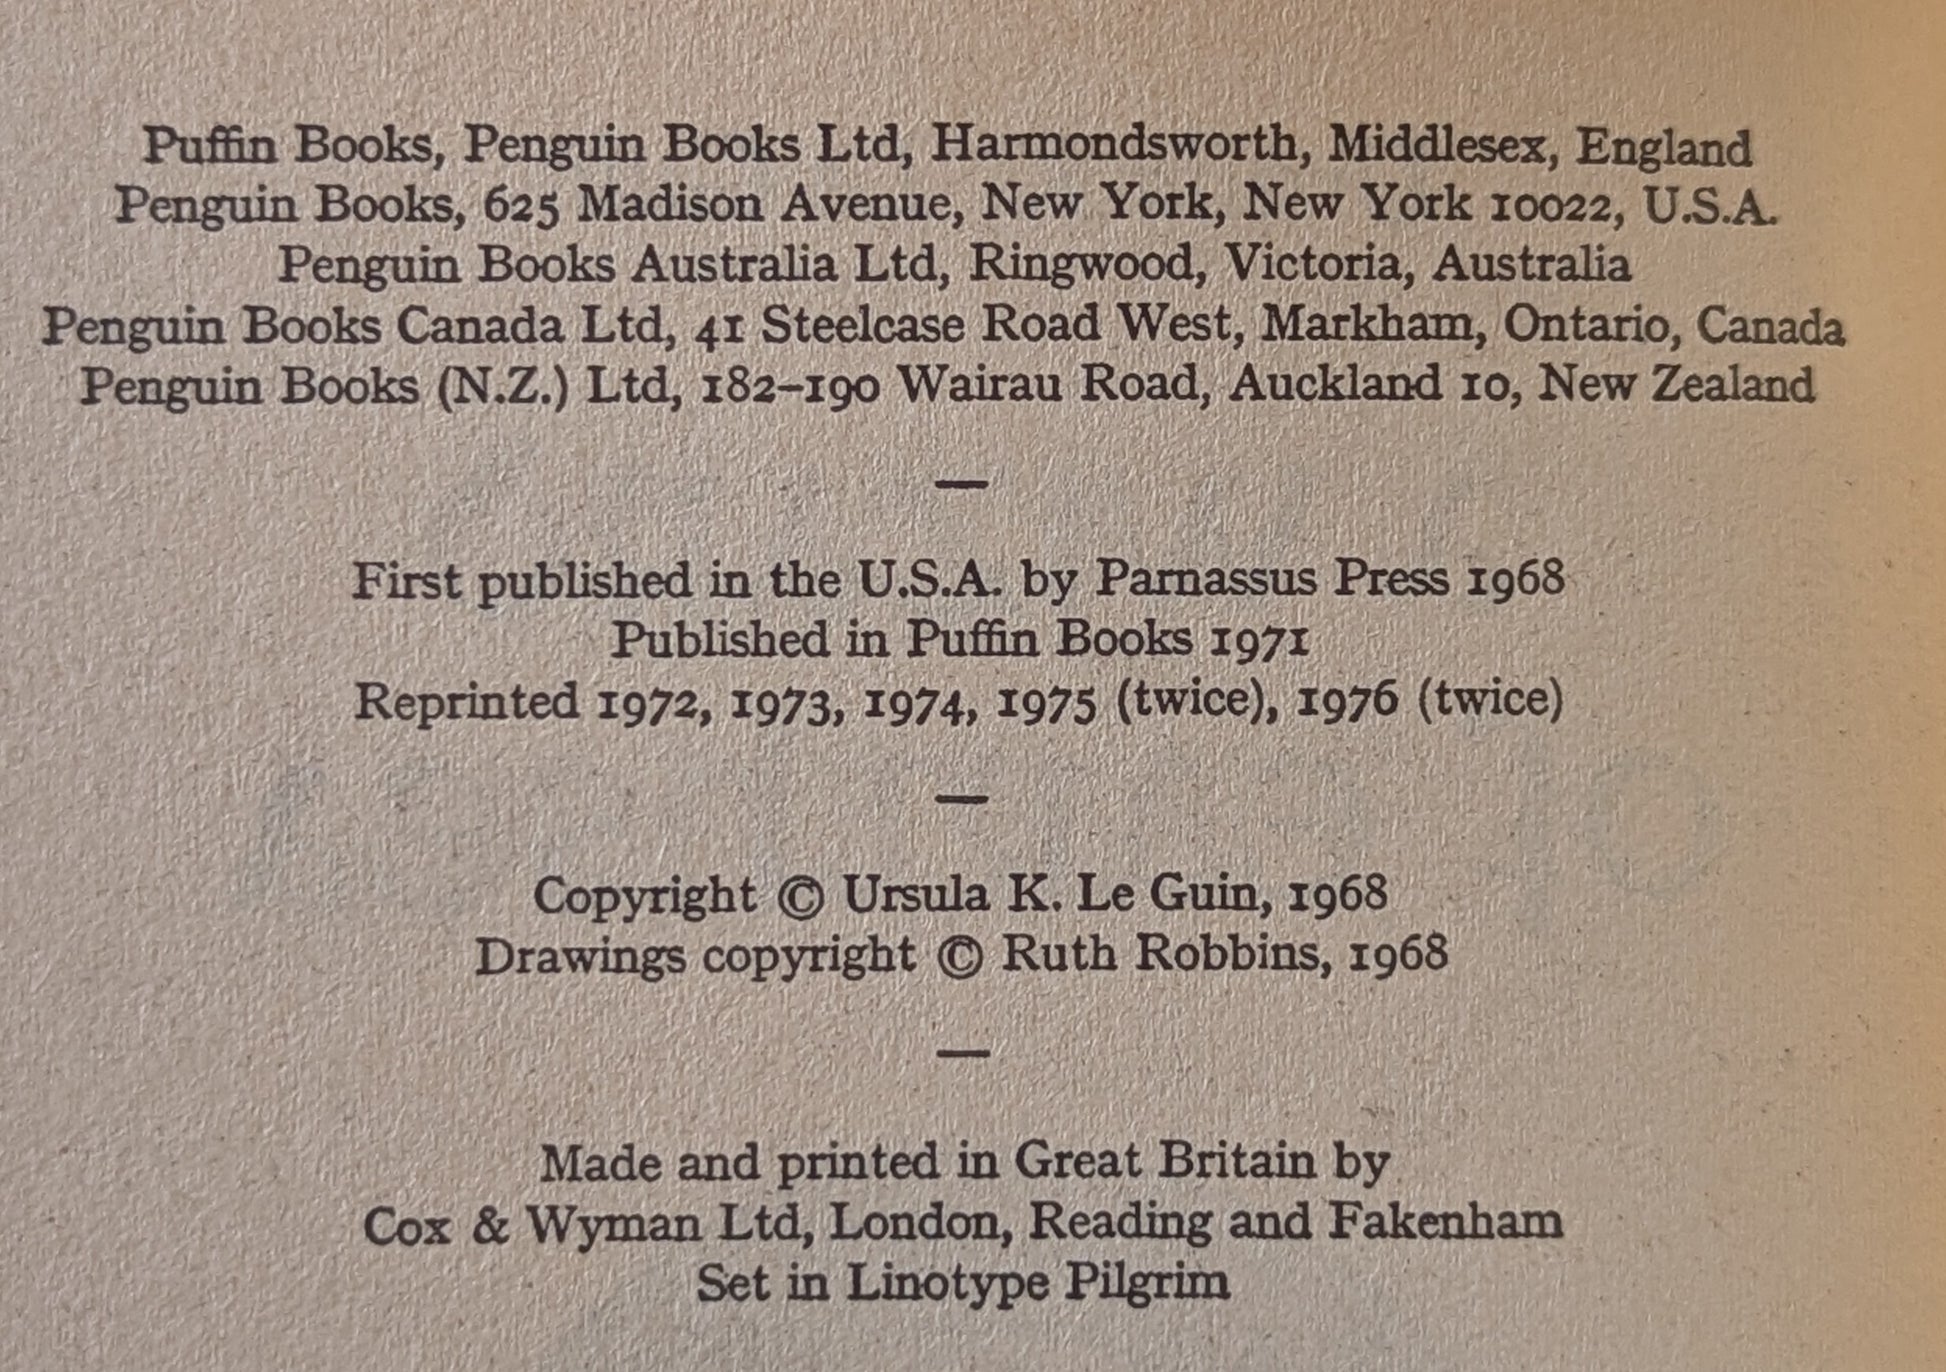 Puffin Books, Penguin Books Ltd, Harmondsworth, Middlesex, England
Penguin Books, 625 Madison Avenue, New York, New York 10022, U.S.A.
Penguin Books Australia Ltd, Ringwood, Victoria, Australia
Penguin Books Canada Ltd, 41 Steelcase Road West, Markham, Ontario, Canada
Penguin Books (N.Z.) Ltd, 182–190 Wairau Road, Auckland 10, New Zealand
—
First published in the U.S.A. by Parnassus Press 1968
Published in Puffin Books 1971
Reprinted 1972, 1973, 1974, 1975 (twice), 1976 (twice)
—
Copyright © Ursula K. Le Guin, 1968
Drawings copyright © Ruth Robbins, 1968
—
Made and printed in Great Britain by
Cox & Wyman Ltd, London, Reading and Fakenham
Set in Linotype Pilgrim